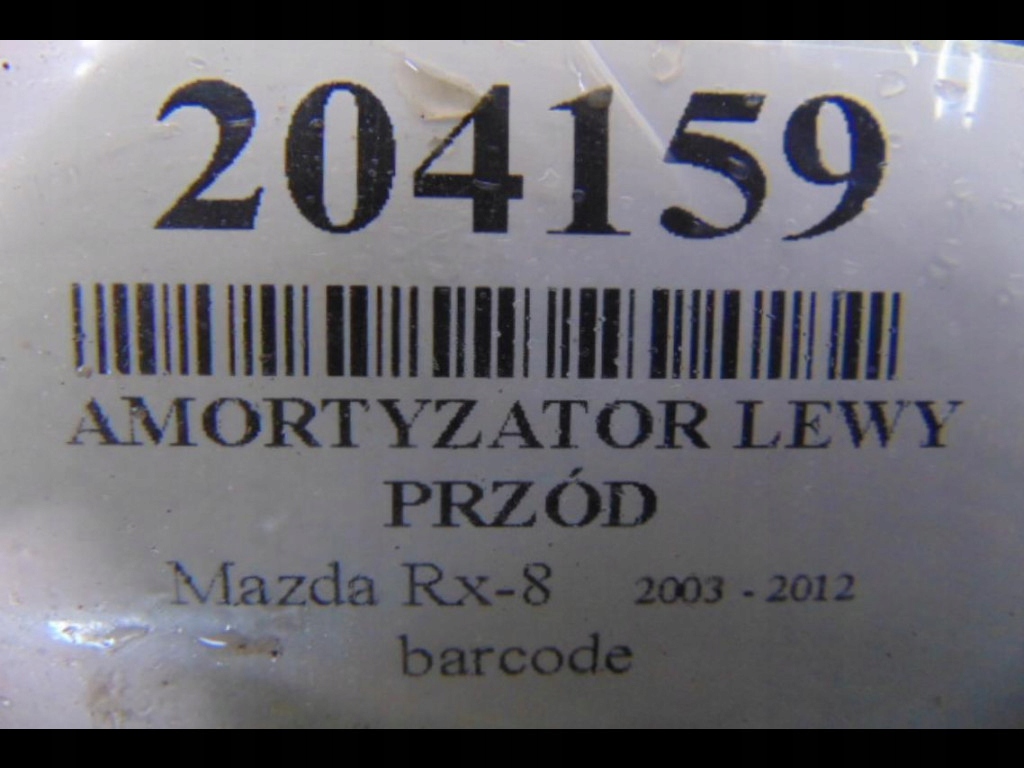 204159
AMORTYZATOR LEWY
PRZÓD
Mazda Rx-8 2003 - 2012
barcode